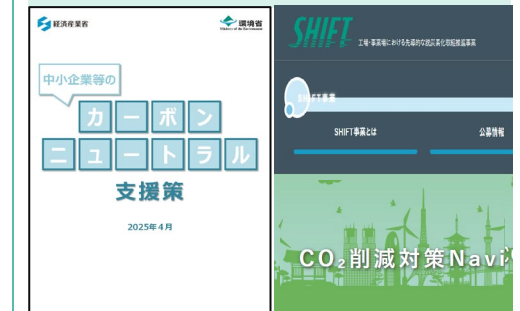 経済産業省
環境省
Ministry of the Environment
中小企業等の
カーボン
ニュートラル
支援策
2025年4月
SHIFT
工場・事業場における先導的な脱炭素化取組推進事業
SHIFT事業
SHIFT事業とは
公募情報
CO₂削減対策Navi